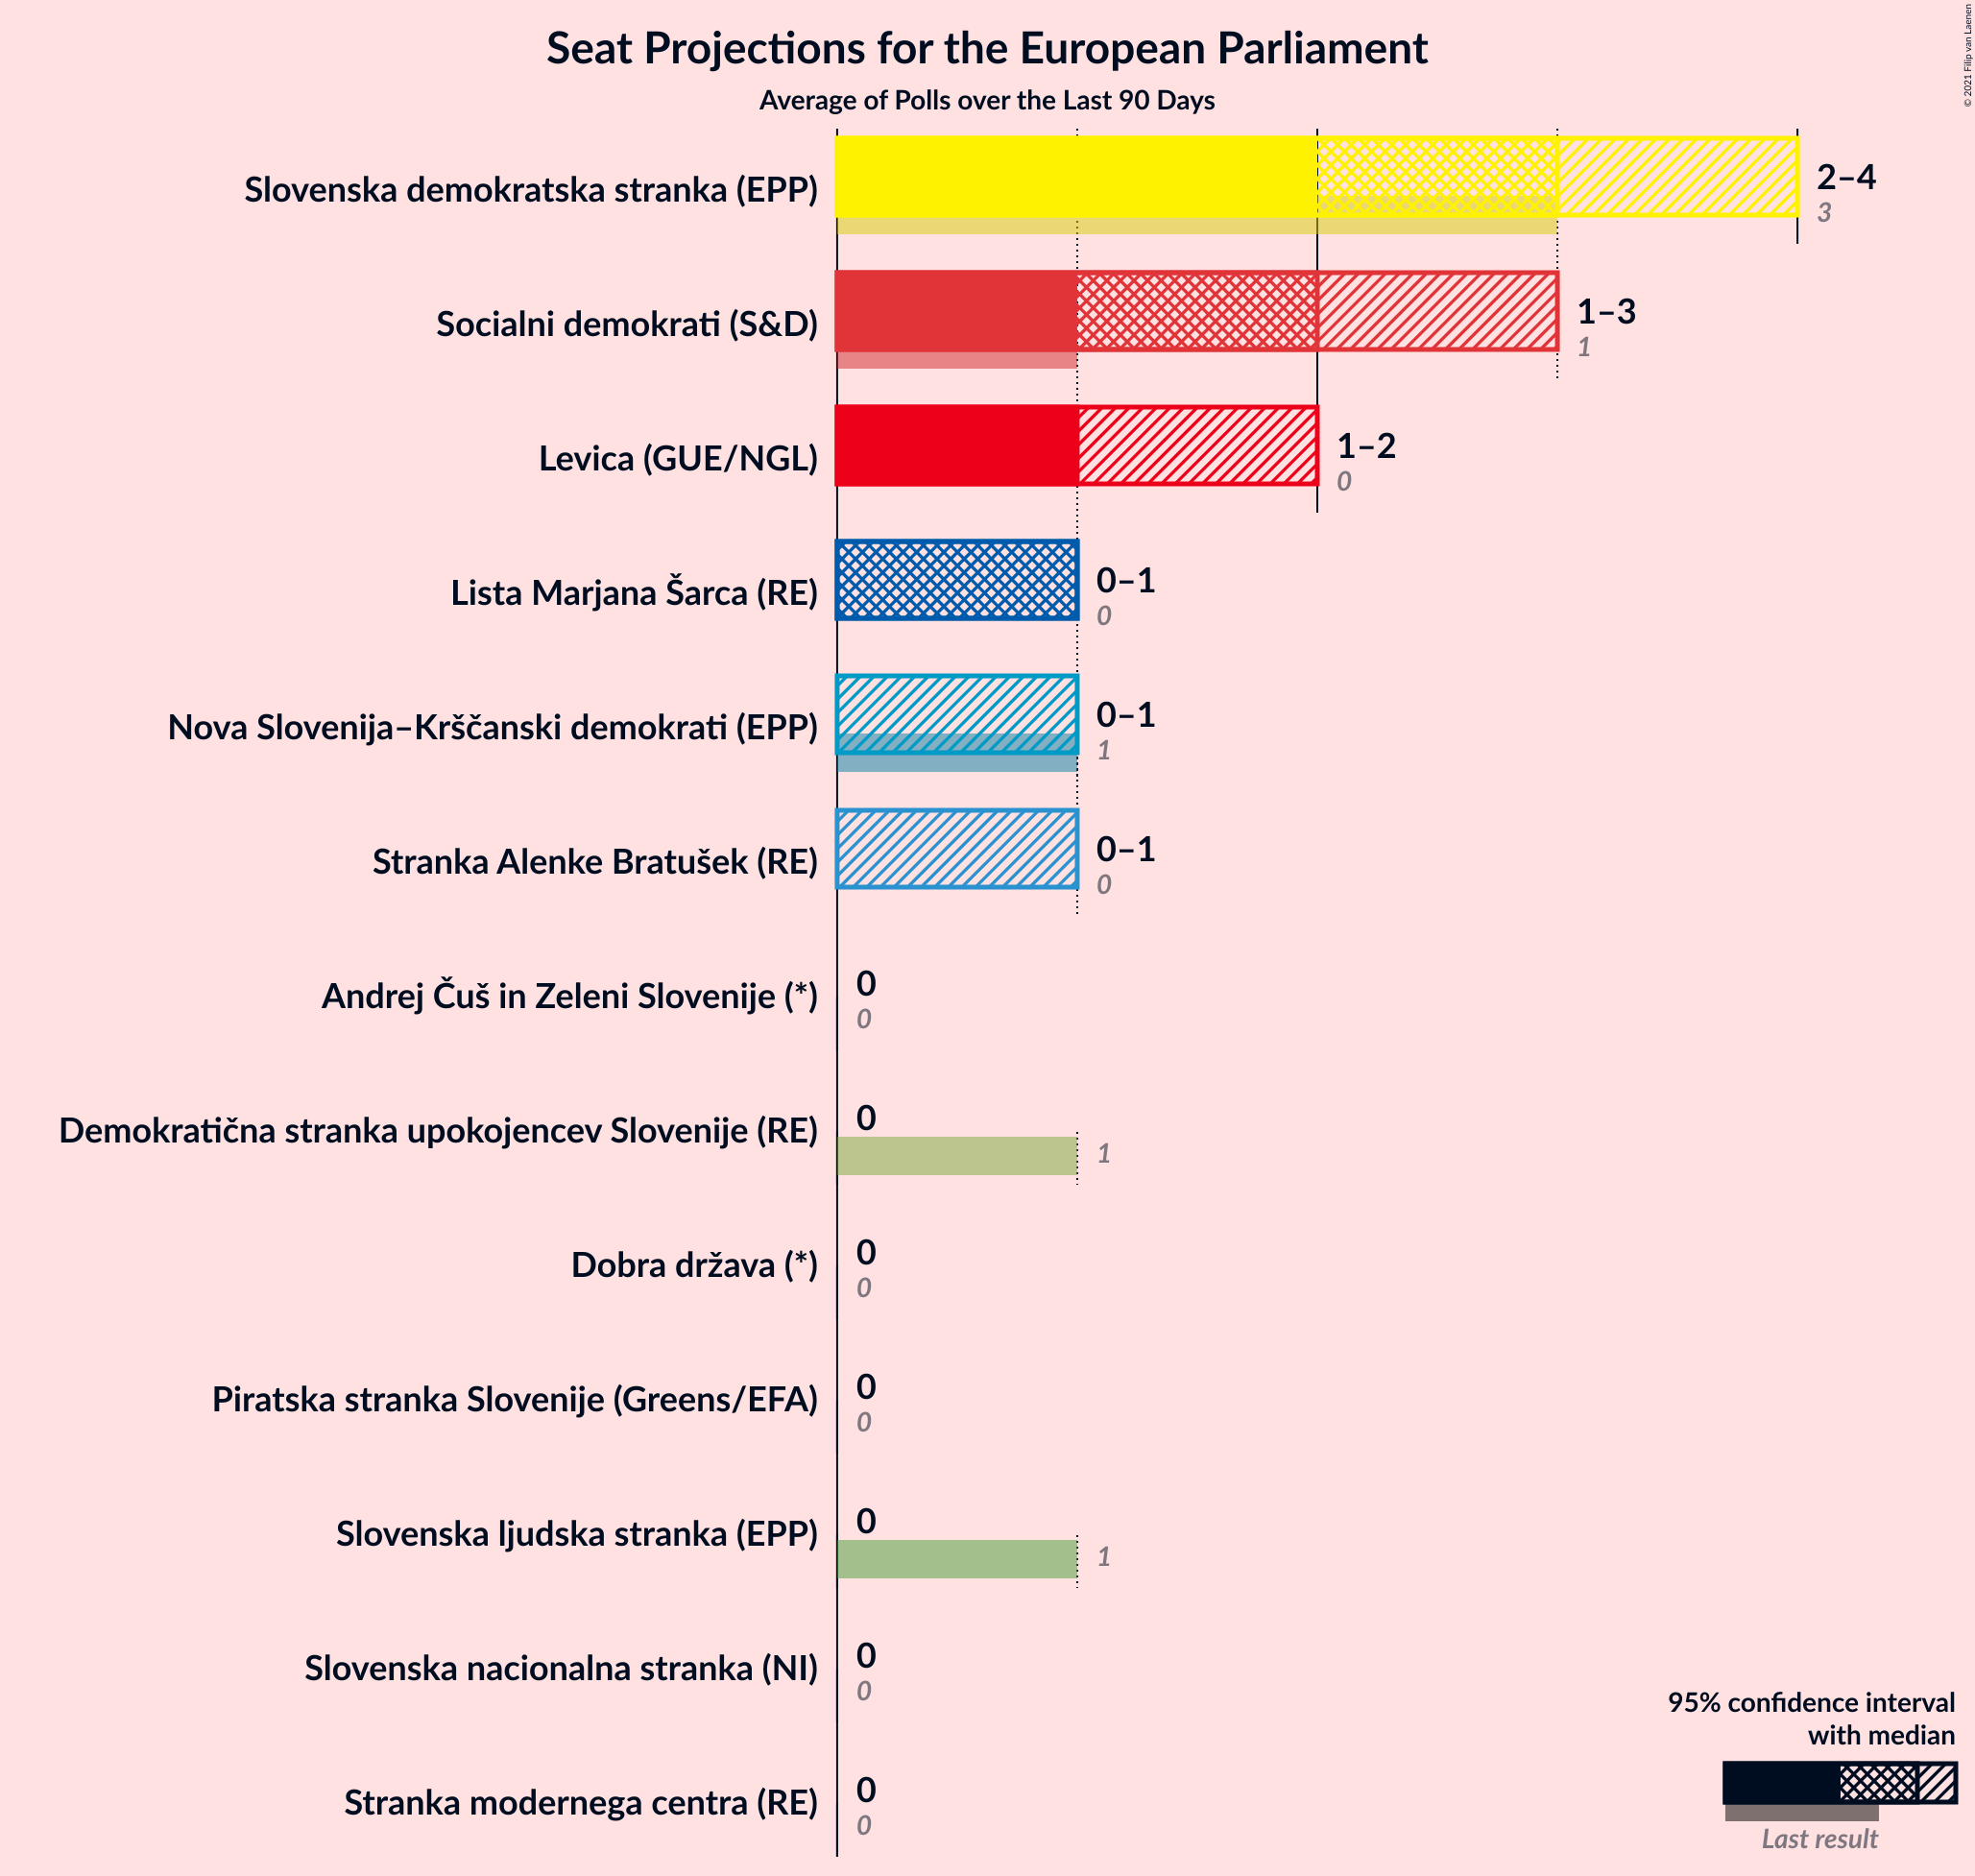 Seat Projections for the European Parliament
Average of Polls over the Last 90 Days
© 2021 Filip van Laenen
Slovenska demokratska stranka (EPP)
2–4
3
Socialni demokrati (S&D)
1–3
1
Levica (GUE/NGL)
1–2
0
Lista Marjana Šarca (RE)
0–1
0
Nova Slovenija–Krščanski demokrati (EPP)
0–1
1
Stranka Alenke Bratušek (RE)
0–1
0
Andrej Čuš in Zeleni Slovenije (*)
0
0
Demokratična stranka upokojencev Slovenije (RE)
0
1
Dobra država (*)
0
0
Piratska stranka Slovenije (Greens/EFA)
0
0
Slovenska ljudska stranka (EPP)
0
1
Slovenska nacionalna stranka (NI)
0
0
Stranka modernega centra (RE)
0
0
95% confidence interval
with median
Last result